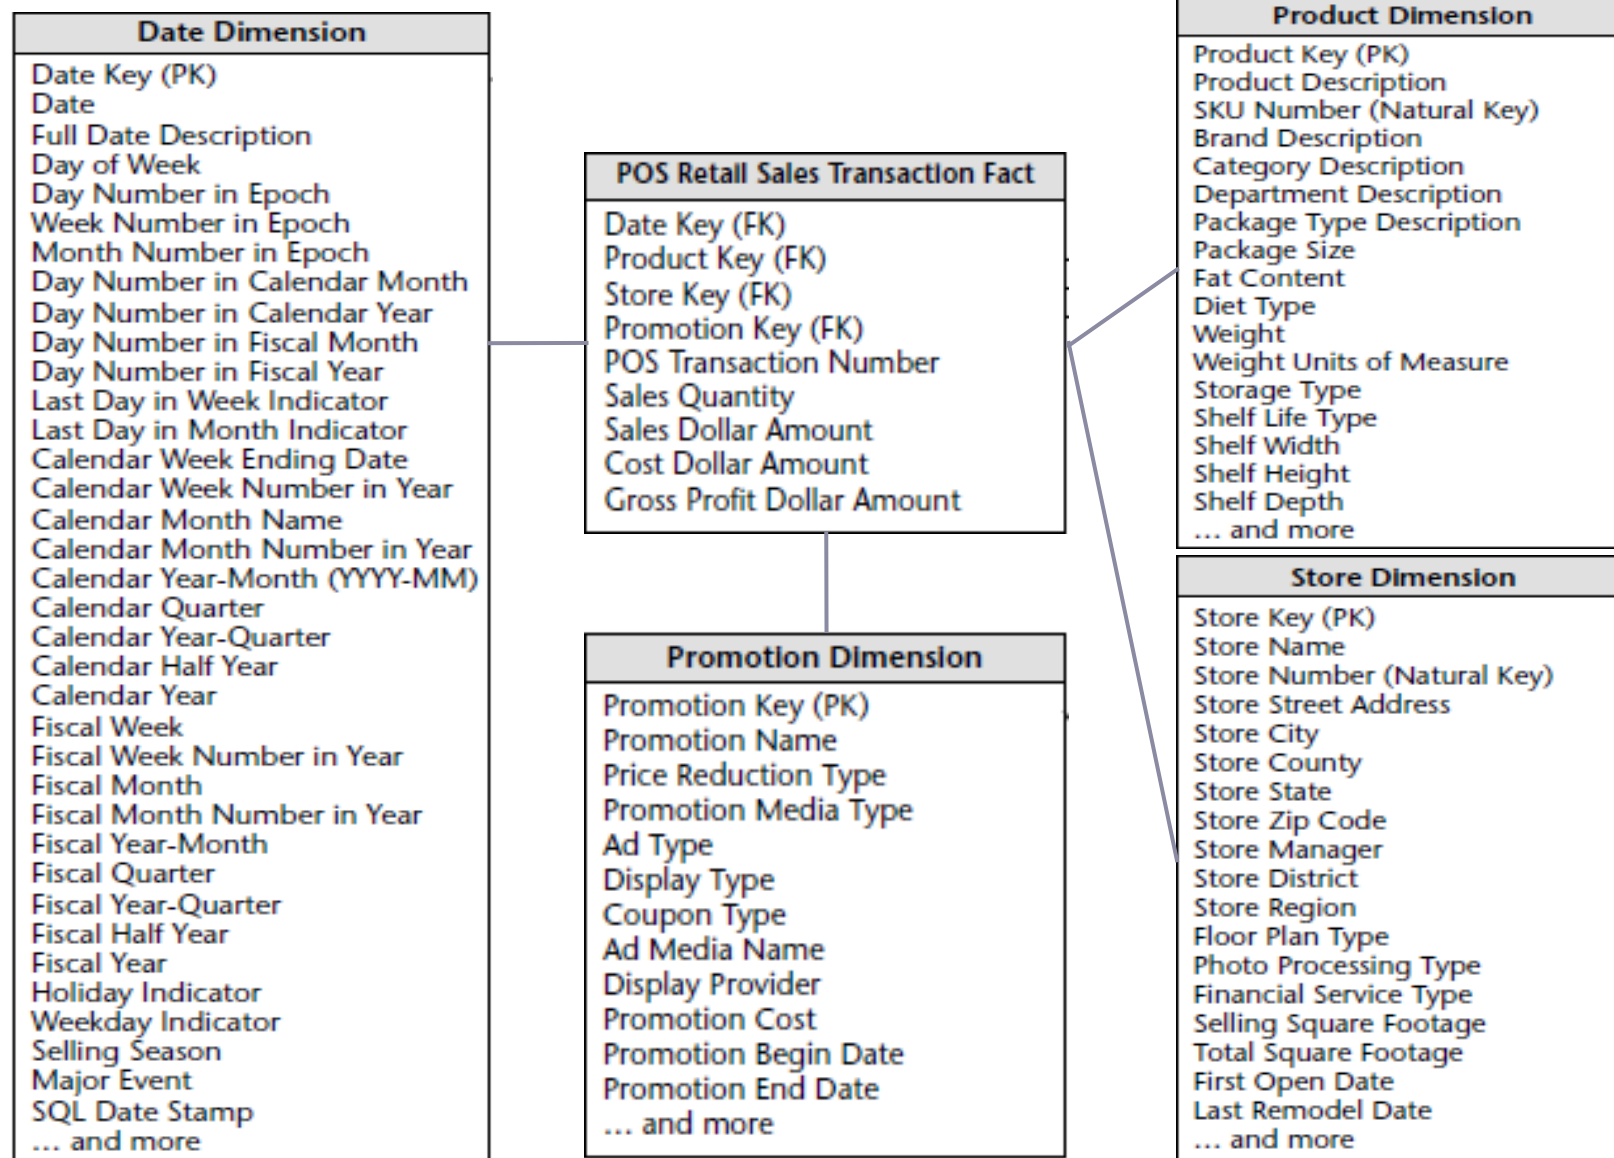 Date Dimension
Date Key (PK)
Date
Full Date Description
Day of Week
Day Number in Epoch
Week Number in Epoch
Month Number in Epoch
Day Number in Calendar Month
Day Number in Calendar Year
Day Number in Fiscal Month
Day Number in Fiscal Year
Last Day in Week Indicator
Last Day in Month Indicator
Calendar Week Ending Date
Calendar Week Number in Year
Calendar Month Name
Calendar Month Number in Year
Calendar Year-Month (YYYY-MM)
Calendar Quarter
Calendar Year-Quarter
Calendar Half Year
Calendar Year
Fiscal Week
Fiscal Week Number in Year
Fiscal Month
Fiscal Month Number in Year
Fiscal Year-Month
Fiscal Quarter
Fiscal Year-Quarter
Fiscal Half Year
Fiscal Year
Holiday Indicator
Weekday Indicator
Selling Season
Major Event
SQL Date Stamp
... and more
POS Retail Sales Transaction Fact
Date Key (FK)
Product Key (FK)
Store Key (FK)
Promotion Key (FK)
POS Transaction Number
Sales Quantity
Sales Dollar Amount
Cost Dollar Amount
Gross Profit Dollar Amount
Promotion Dimension
Promotion Key (PK)
Promotion Name
Price Reduction Type
Promotion Media Type
Ad Type
Display Type
Coupon Type
Ad Media Name
Display Provider
Promotion Cost
Promotion Begin Date
Promotion End Date
... and more
Product Dimension
Product Key (PK)
Product Description
SKU Number (Natural Key)
Brand Description
Category Description
Department Description
Package Type Description
Package Size
Fat Content
Diet Type
Weight
Weight Units of Measure
Storage Type
Shelf Life Type
Shelf Width
Shelf Height
Shelf Depth
... and more
Store Dimension
Store Key (PK)
Store Name
Store Number (Natural Key)
Store Street Address
Store City
Store County
Store State
Store Zip Code
Store Manager
Store District
Store Region
Floor Plan Type
Photo Processing Type
Financial Service Type
Selling Square Footage
Total Square Footage
First Open Date
Last Remodel Date
... and more